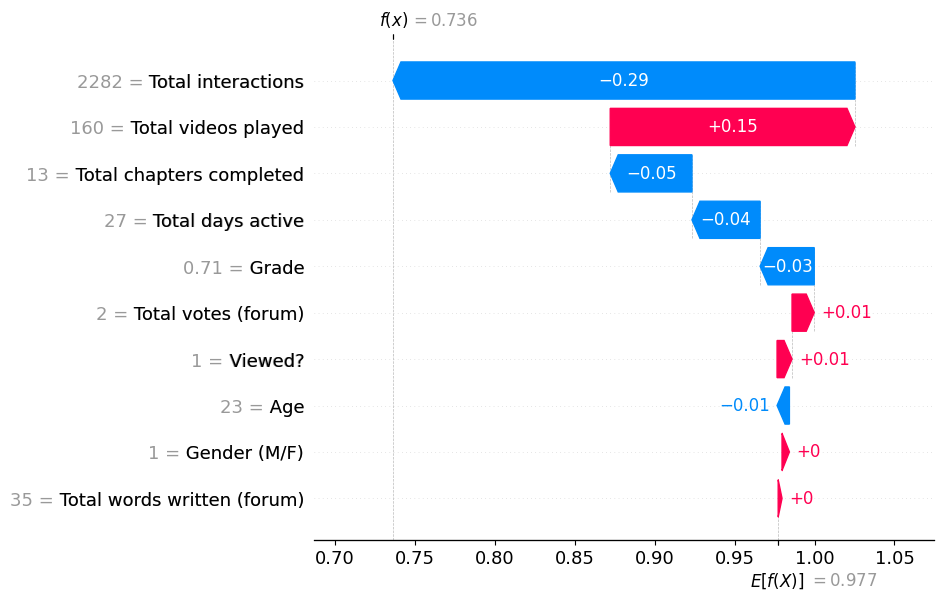 f(x) = 0.736
2282 = Total interactions −0.29
160 = Total videos played +0.15
13 = Total chapters completed −0.05
27 = Total days active −0.04
0.71 = Grade −0.03
2 = Total votes (forum) +0.01
1 = Viewed? +0.01
23 = Age −0.01
1 = Gender (M/F) +0
35 = Total words written (forum) +0
0.70 0.75 0.80 0.85 0.90 0.95 1.00 1.05
E[f(X)] = 0.977